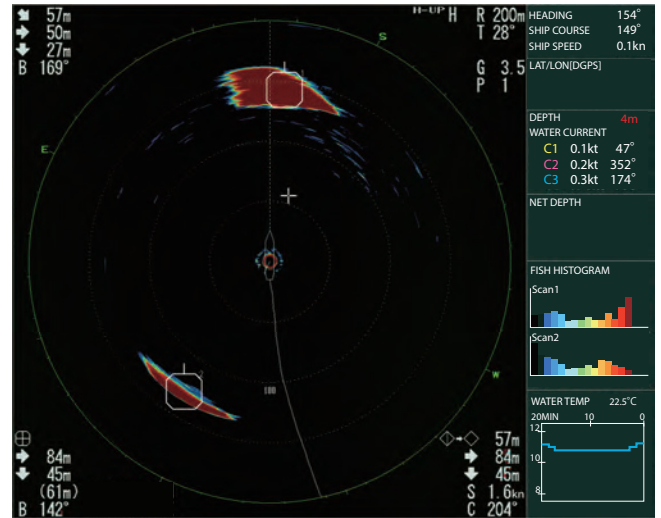 57m
50m
27m
B 169°
H-UP H
R 200m
T 28°
G 3.5
P 1
S
E
W
1
2
100
84m
45m
(61m)
B 142°
57m
84m
45m
S 1.6kn
C 204°
HEADING 154°
SHIP COURSE 149°
SHIP SPEED 0.1kn
LAT/LON[DGPS]
DEPTH 4m
WATER CURRENT
C1 0.1kt 47°
C2 0.2kt 352°
C3 0.3kt 174°
NET DEPTH
FISH HISTOGRAM
Scan1
Scan2
WATER TEMP 22.5°C
20MIN 10 0
12
10
8